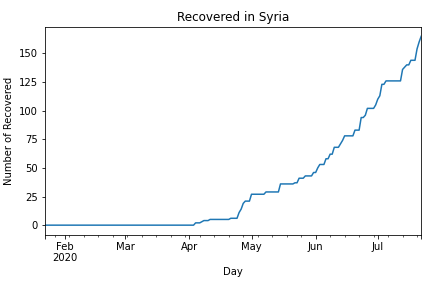 Recovered in Syria
Number of Recovered
150
125
100
75
50
25
0
Feb
2020
Mar
Apr
May
Jun
Jul
Day